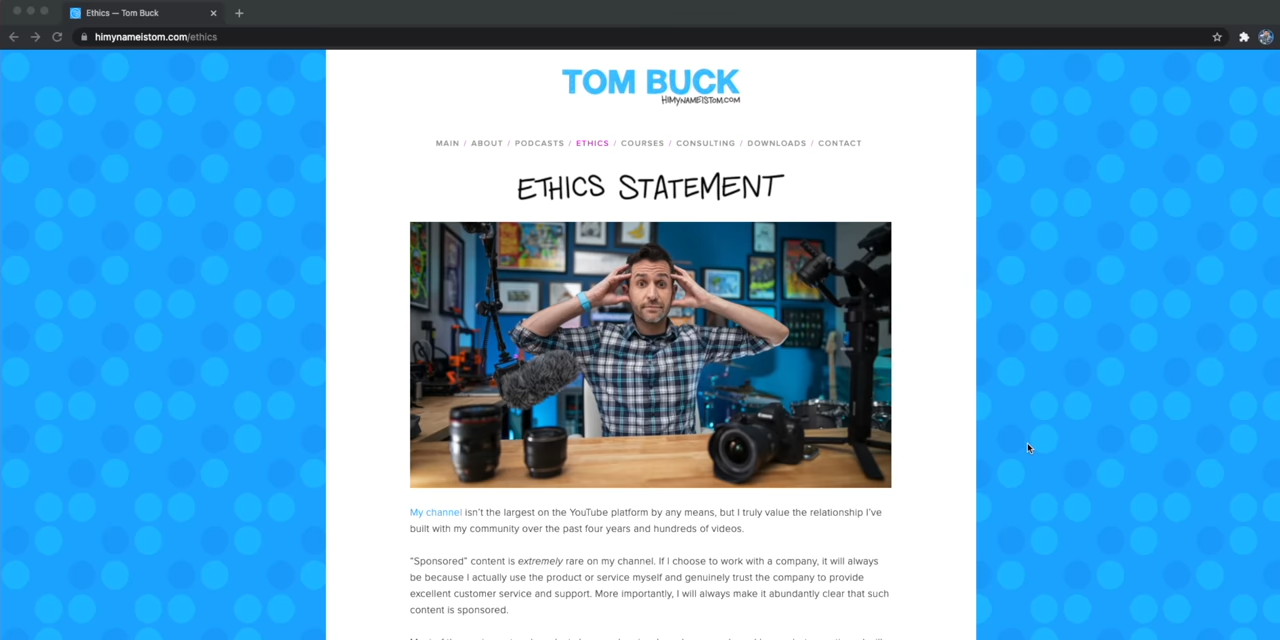 Ethics — Tom Buck
himynameistom.com/ethics
TOM BUCK
HIMYNAMEISTOM.COM
MAIN / ABOUT / PODCASTS / ETHICS / COURSES / CONSULTING / DOWNLOADS / CONTACT
ETHICS STATEMENT
My channel isn't the largest on the YouTube platform by any means, but I truly value the relationship I've
built with my community over the past four years and hundreds of videos.
"Sponsored" content is extremely rare on my channel. If I choose to work with a company, it will always
be because I actually use the product or service myself and genuinely trust the company to provide
excellent customer service and support. More importantly, I will always make it abundantly clear that such
content is sponsored.